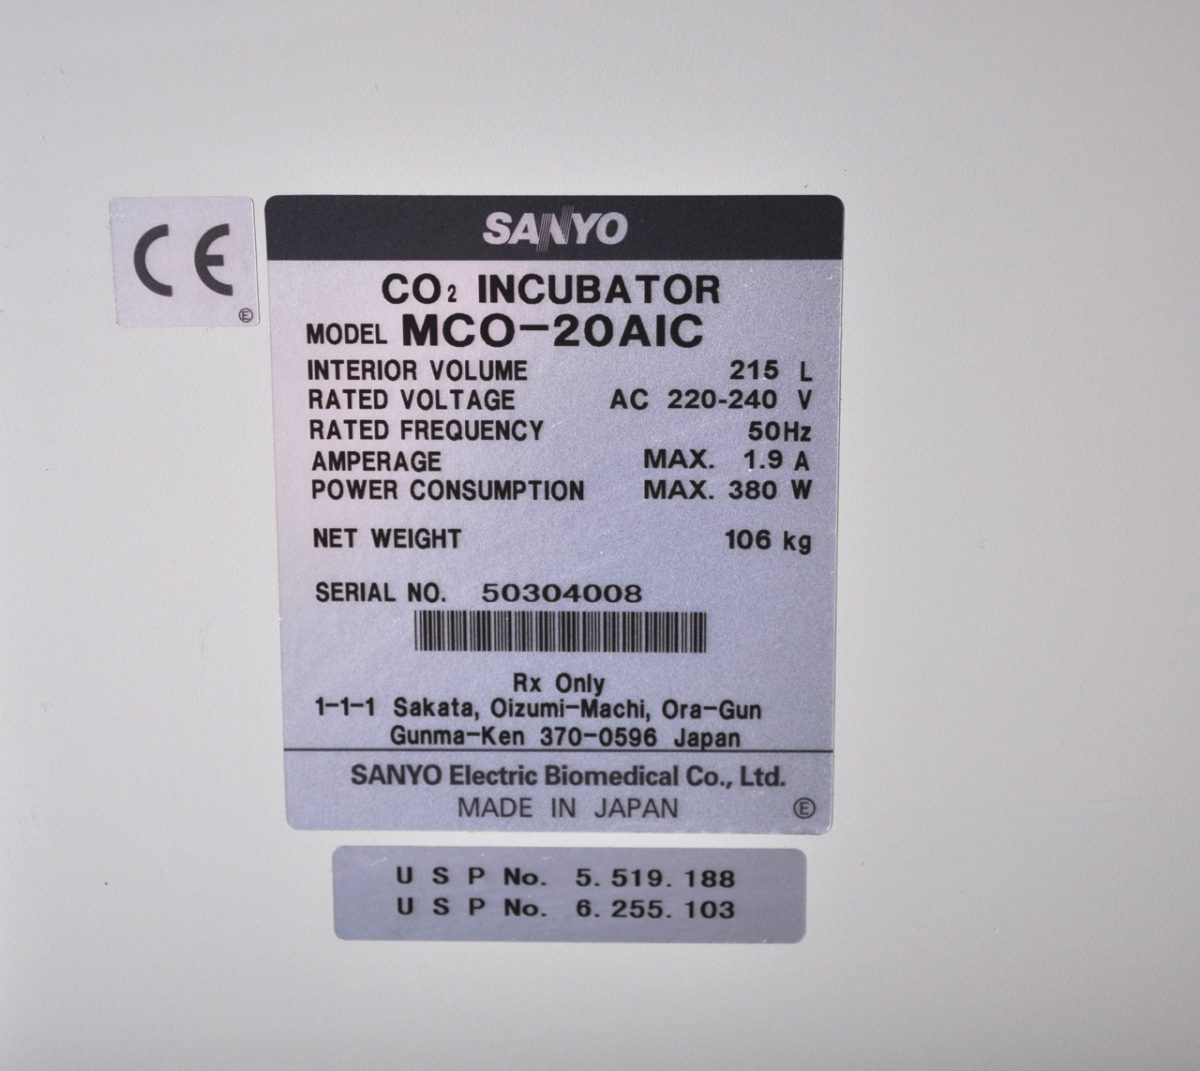 CE
E
SANYO
CO₂ INCUBATOR
MODEL MCO-20AIC
INTERIOR VOLUME 215 L
RATED VOLTAGE AC 220-240 V
RATED FREQUENCY 50Hz
AMPERAGE MAX. 1.9 A
POWER CONSUMPTION MAX. 380 W
NET WEIGHT 106 kg
SERIAL NO. 50304008
Rx Only
1-1-1 Sakata, Oizumi-Machi, Ora-Gun
Gunma-Ken 370-0596 Japan
SANYO Electric Biomedical Co., Ltd.
MADE IN JAPAN E
U S P No. 5. 519. 188
U S P No. 6. 255. 103